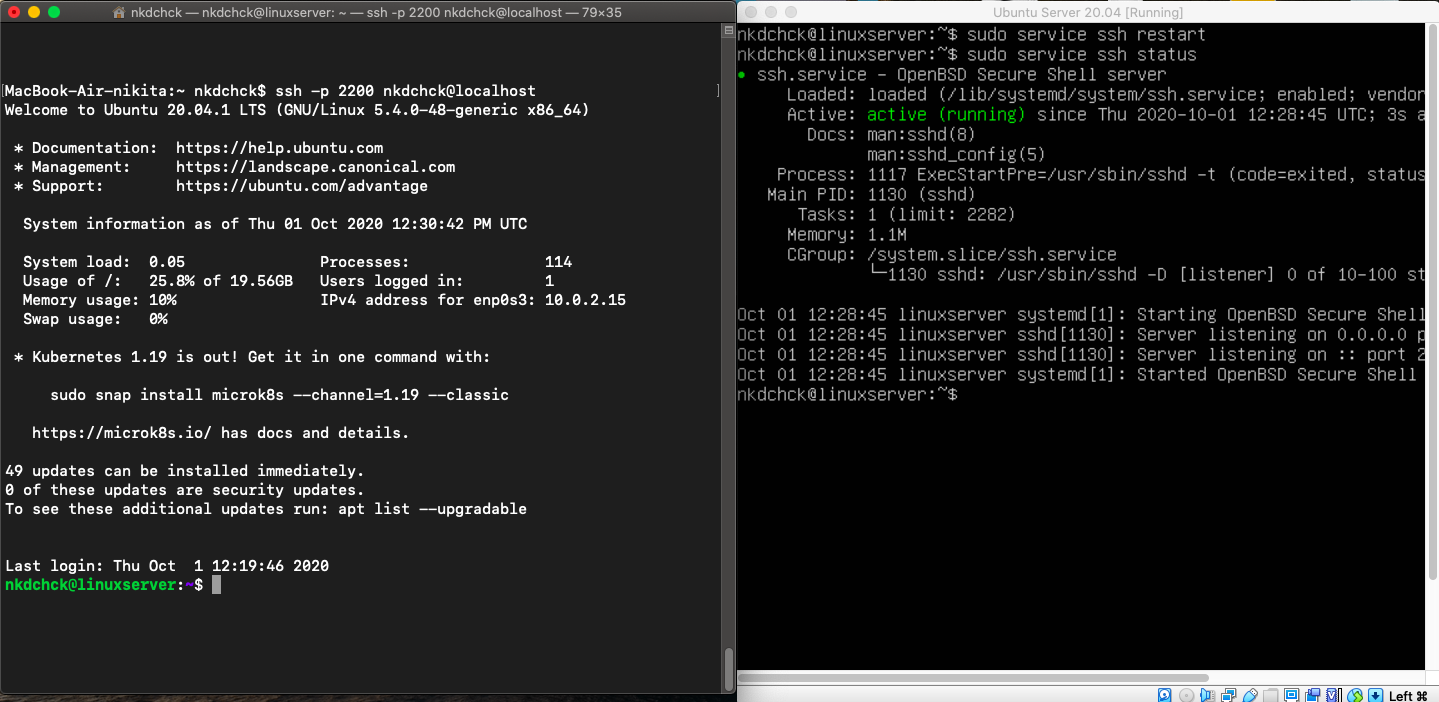 nkdchck — nkdchck@linuxserver: ~ — ssh -p 2200 nkdchck@localhost — 79×35
MacBook-Air-nikita:~ nkdchck$ ssh -p 2200 nkdchck@localhost
Welcome to Ubuntu 20.04.1 LTS (GNU/Linux 5.4.0-48-generic x86_64)
* Documentation:  https://help.ubuntu.com
* Management:     https://landscape.canonical.com
* Support:        https://ubuntu.com/advantage
System information as of Thu 01 Oct 2020 12:30:42 PM UTC
System load:  0.05               Processes:               114
Usage of /:   25.8% of 19.56GB   Users logged in:         1
Memory usage: 10%                IPv4 address for enp0s3: 10.0.2.15
Swap usage:   0%
* Kubernetes 1.19 is out! Get it in one command with:
sudo snap install microk8s --channel=1.19 --classic
https://microk8s.io/ has docs and details.
49 updates can be installed immediately.
0 of these updates are security updates.
To see these additional updates run: apt list --upgradable
Last login: Thu Oct  1 12:19:46 2020
nkdchck@linuxserver:~$
Ubuntu Server 20.04 [Running]
nkdchck@linuxserver:~$ sudo service ssh restart
nkdchck@linuxserver:~$ sudo service ssh status
● ssh.service - OpenBSD Secure Shell server
Loaded: loaded (/lib/systemd/system/ssh.service; enabled; vendor
Active: active (running) since Thu 2020-10-01 12:28:45 UTC; 3s a
Docs: man:sshd(8)
man:sshd_config(5)
Process: 1117 ExecStartPre=/usr/sbin/sshd -t (code=exited, status
Main PID: 1130 (sshd)
Tasks: 1 (limit: 2282)
Memory: 1.1M
CGroup: /system.slice/ssh.service
└─1130 sshd: /usr/sbin/sshd -D [listener] 0 of 10-100 st
Oct 01 12:28:45 linuxserver systemd[1]: Starting OpenBSD Secure Shell
Oct 01 12:28:45 linuxserver sshd[1130]: Server listening on 0.0.0.0 p
Oct 01 12:28:45 linuxserver sshd[1130]: Server listening on :: port 2
Oct 01 12:28:45 linuxserver systemd[1]: Started OpenBSD Secure Shell
nkdchck@linuxserver:~$
Left ⌘